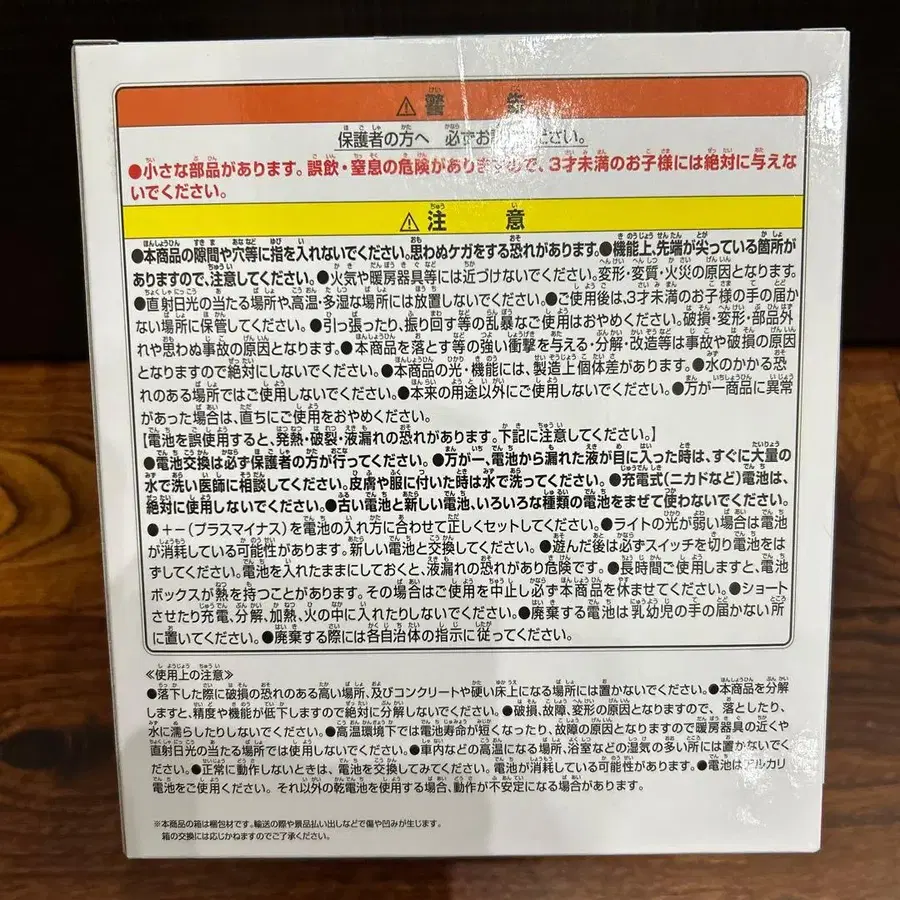 ⚠ 警 告
保護者の方へ 必ずお読みください。
●小さな部品があります。誤飲・窒息の危険がありますので、3才未満のお子様には絶対に与えな
いでください。
⚠注 意
●本商品の隙間や穴等に指を入れないでください。思わぬケガをする恐れがあります。●機能上、先端が尖っている箇所が
ありますので、注意してください。●火気や暖房器具等には近づけないでください。変形・変質・火災の原因となります。
●直射日光の当たる場所や、高温・多湿な場所には放置しないでください。●ご使用後は、3才未満のお子様の手の届か
ない場所に保管してください。●引っ張ったり、振り回す等の乱暴なご使用はおやめください。破損・変形・部品外
れや思わぬ事故の原因となります。●本商品を落とす等の強い衝撃を与える・分解・改造等は事故や破損の原因
となりますので絶対にしないでください。●本商品の光・機能には、製造上個体差があります。●水のかかる恐
れのある場所ではご使用しないでください。●本来の用途以外にご使用しないでください。●万が一商品に異常
があった場合は、直ちにご使用をおやめください。
【電池を誤使用すると、発熱・破裂・液漏れの恐れがあります。下記に注意してください。】
●電池交換は必ず保護者の方が行ってください。●万が一、電池から漏れた液が目に入った時は、すぐに大量の
水で洗い医師に相談してください。皮膚や服に付いた時は水で洗ってください。●充電式(ニカドなど)電池は、
絶対に使用しないでください。●古い電池と新しい電池、いろいろな種類の電池をまぜて使わないでください。
●+-(プラスマイナス)を電池の入れ方に合わせて正しくセットしてください。●ライトの光が弱い場合は電池
が消耗している可能性があります。新しい電池と交換してください。●遊んだ後は必ずスイッチを切り電池をは
ずしてください。電池を入れたままにしておくと、液漏れの恐れがあり危険です。●長時間ご使用しますと、電池
ボックスが熱を持つことがあります。その場合はご使用を中止し必ず本商品を休ませてください。●ショート
させたり充電、分解、加熱、火の中に入れたりしないでください。●廃棄する電池は乳幼児の手の届かない所
に置いてください。●廃棄する際には各自治体の指示に従ってください。
≪使用上の注意≫
●落下した際に破損の恐れのある高い場所、及びコンクリートや硬い床上になる場所には置かないでください。●本商品を分解
しますと、精度や機能が低下しますので絶対に分解しないでください。●破損、故障、変形の原因となりますので、落としたり、
水に濡らしたりしないでください。●高温環境下では電池寿命が短くなったり、故障の原因となりますので暖房器具の近くや
直射日光の当たる場所では使用しないでください。●車内などの高温になる場所、浴室などの湿気の多い所には置かないでく
ださい。●正常に動作しないときは、電池を交換してみてください。電池が消耗している可能性があります。●電池はアルカリ
電池をご使用ください。それ以外の乾電池を使用する場合、動作が不安定になる場合があります。
※本商品の箱は梱包材です。輸送の際や景品払い出しなどで傷や凹みが生じます。
箱の交換には応じかねますのでご了承ください。